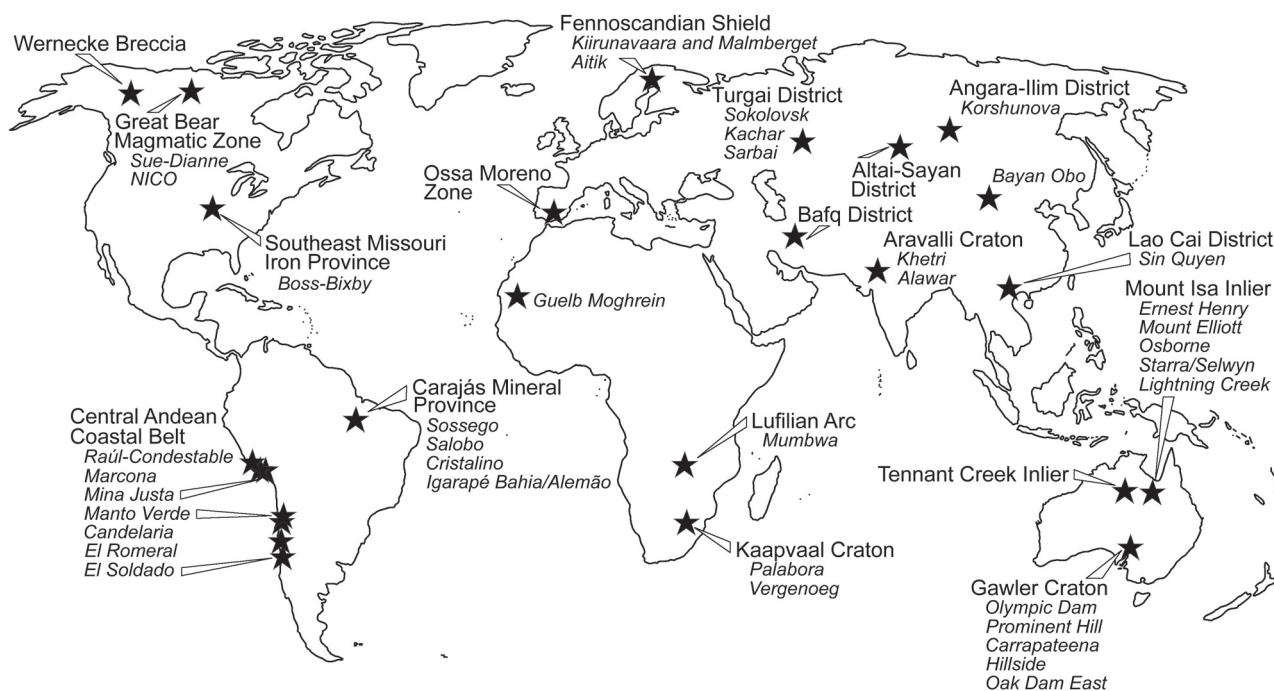 Wernecke Breccia
Great Bear
Magmatic Zone
Sue-Dianne
NICO
Southeast Missouri
Iron Province
Boss-Bixby
Fennoscandian Shield
Kiirunavaara and Malmberget
Aitik
Turgai District
Sokolovsk
Kachar
Sarbai
Angara-Ilim District
Korshunova
Altai-Sayan
District
Bayan Obo
Ossa Moreno
Zone
Bafq District
Aravalli Craton
Khetri
Alawar
Lao Cai District
Sin Quyen
Guelb Moghrein
Mount Isa Inlier
Ernest Henry
Mount Elliott
Osborne
Starra/Selwyn
Lightning Creek
Central Andean
Coastal Belt
Raúl-Condestable
Marcona
Mina Justa
Manto Verde
Candelaria
El Romeral
El Soldado
Carajás Mineral
Province
Sossego
Salobo
Cristalino
Igarapé Bahia/Alemão
Lufilian Arc
Mumbwa
Kaapvaal Craton
Palabora
Vergenoeg
Tennant Creek Inlier
Gawler Craton
Olympic Dam
Prominent Hill
Carrapateena
Hillside
Oak Dam East